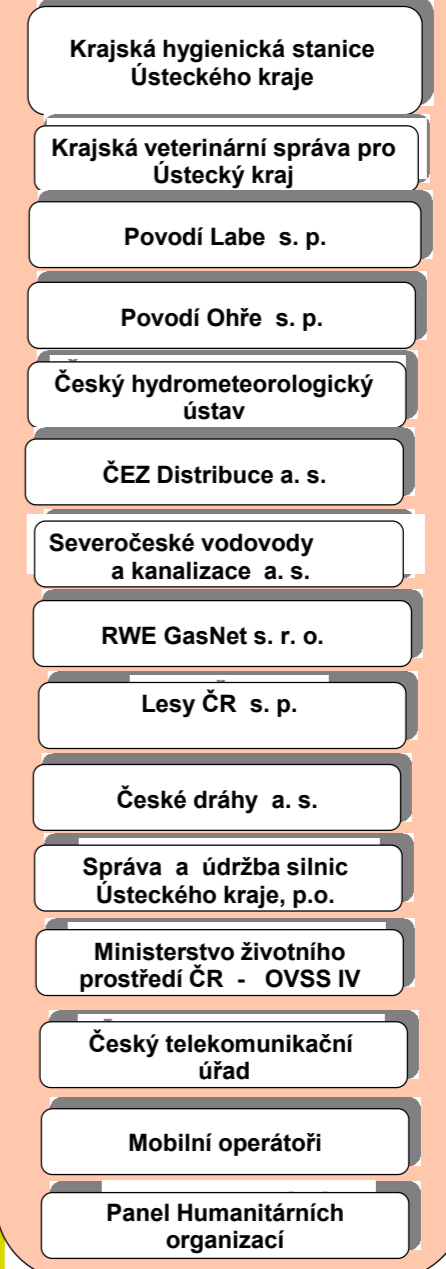 Krajská hygienická stanice
Ústeckého kraje
Krajská veterinární správa pro
Ústecký kraj
Povodí Labe s. p.
Povodí Ohře s. p.
Český hydrometeorologický
ústav
ČEZ Distribuce a. s.
Severočeské vodovody
a kanalizace a. s.
RWE GasNet s. r. o.
Lesy ČR s. p.
České dráhy a. s.
Správa a údržba silnic
Ústeckého kraje, p.o.
Ministerstvo životního
prostředí ČR - OVSS IV
Český telekomunikační
úřad
Mobilní operátoři
Panel Humanitárních
organizací